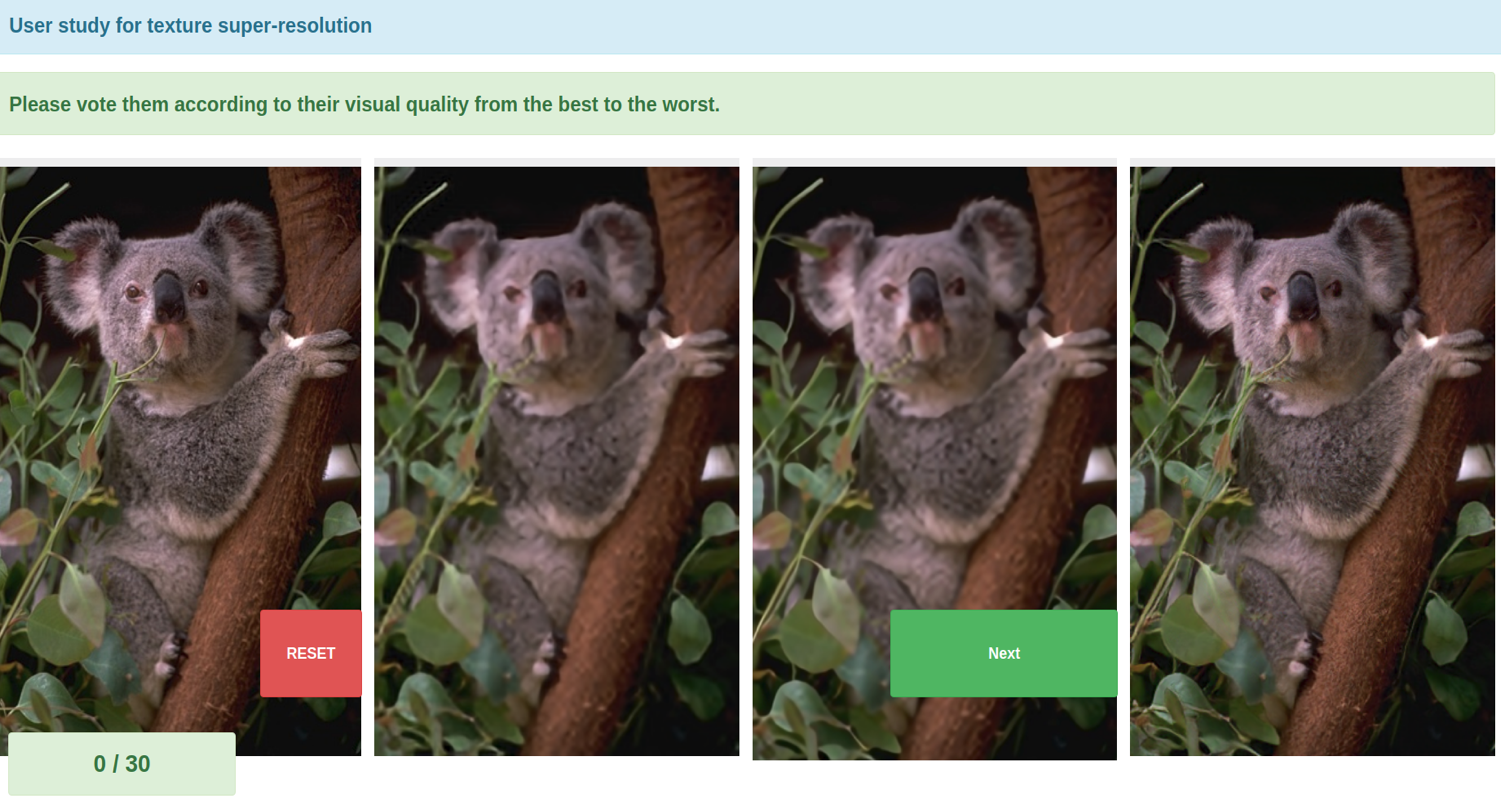 User study for texture super-resolution
Please vote them according to their visual quality from the best to the worst.
RESET
Next
0 / 30